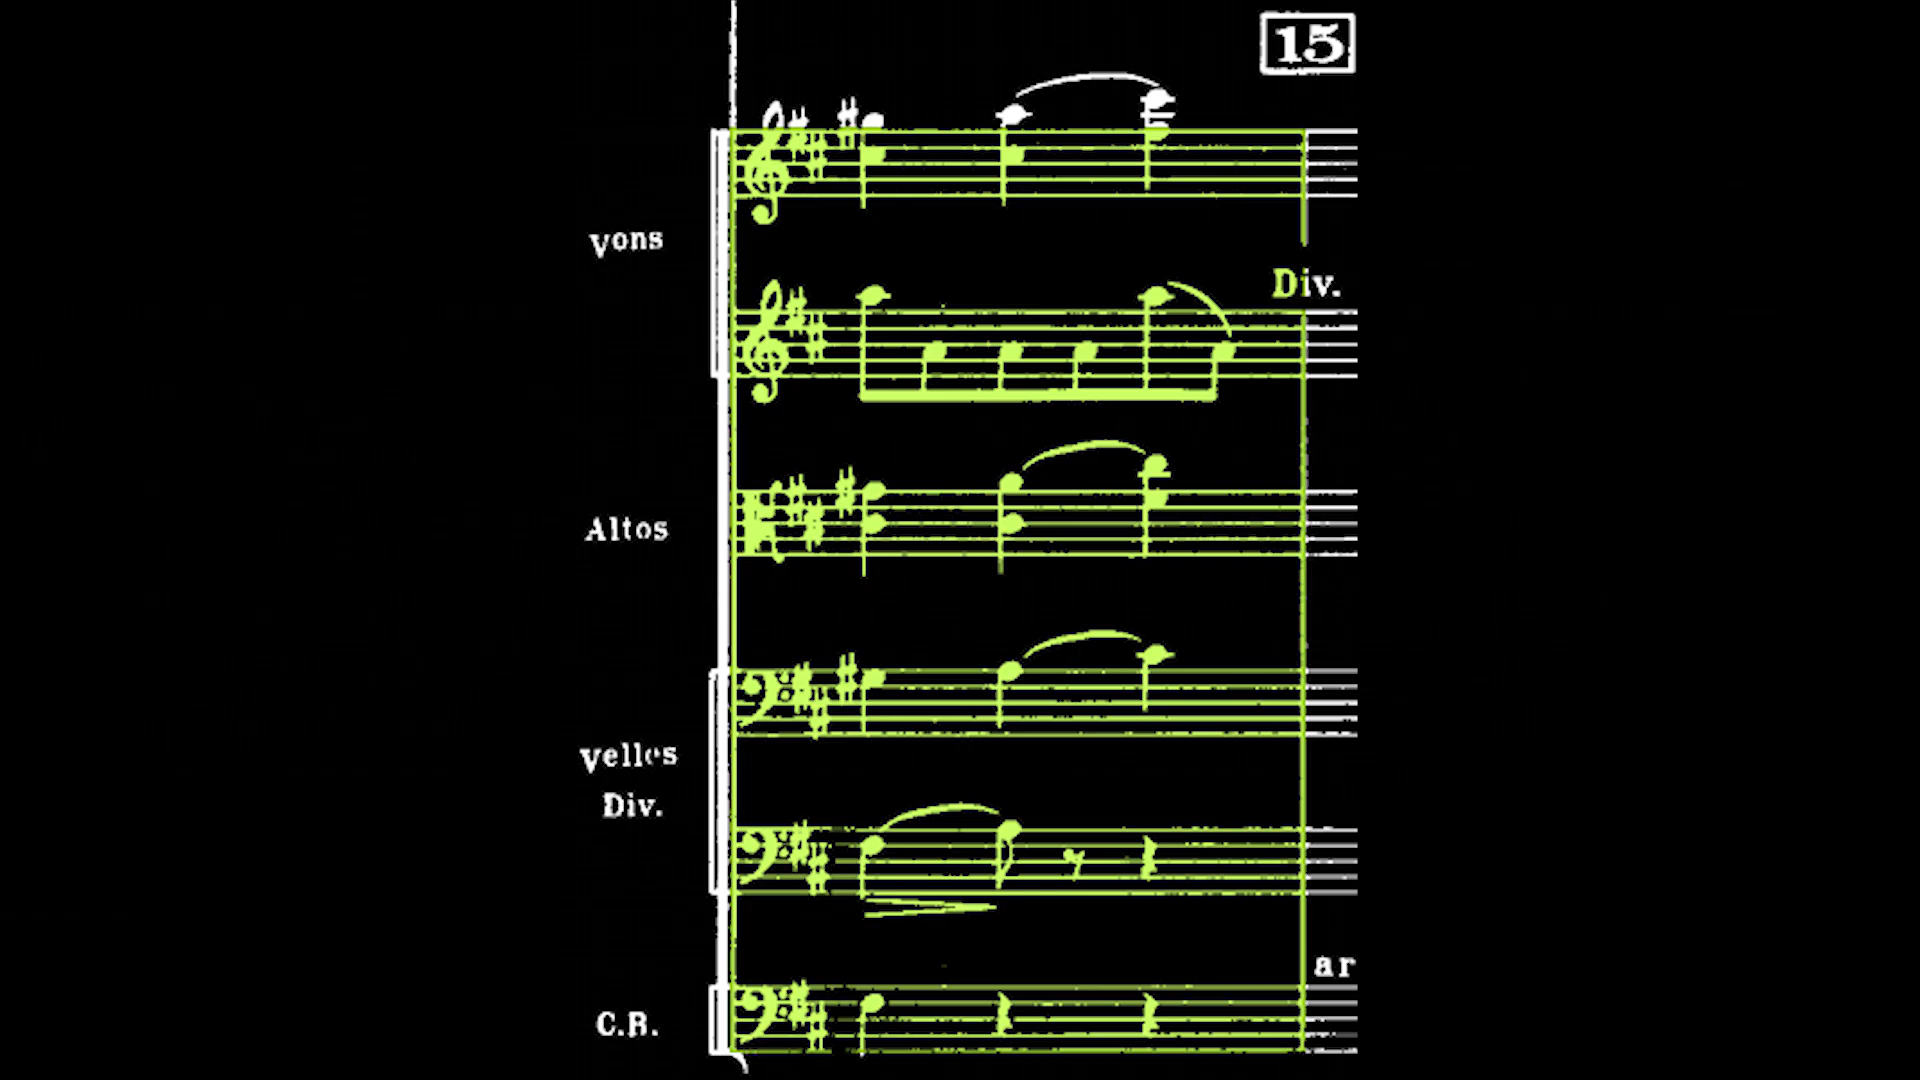 15
Vons
Div.
Altos
Velles
Div.
ar
C.B.